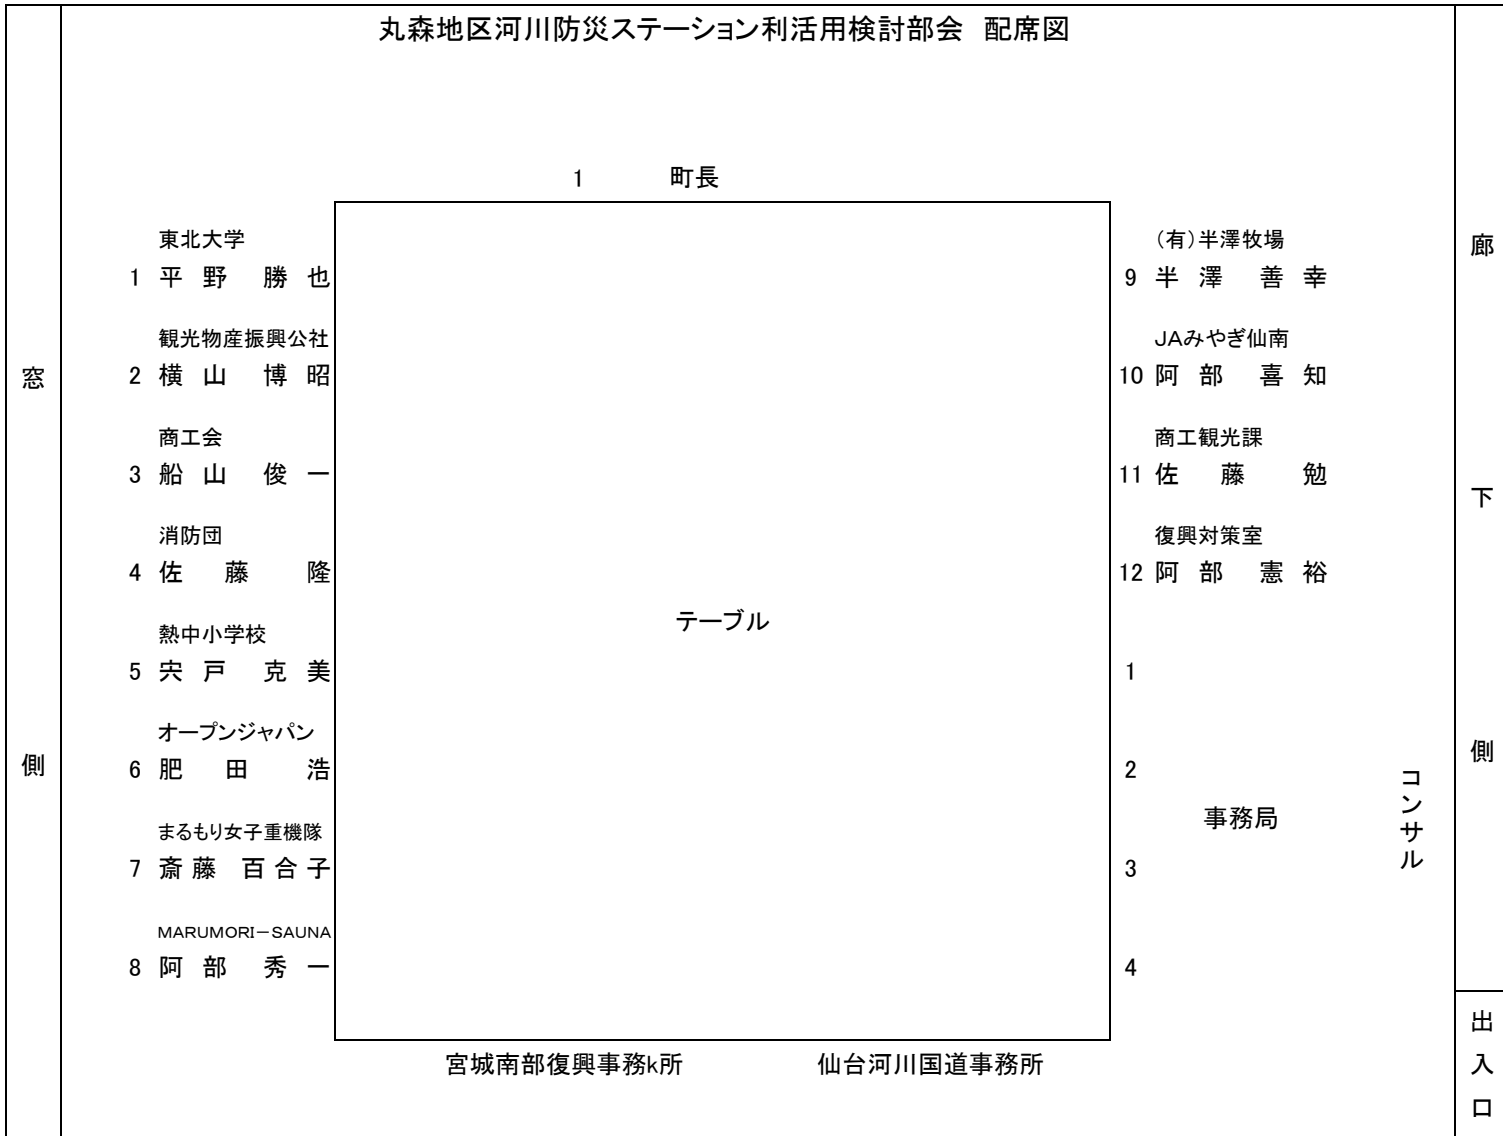 丸森地区河川防災ステーション利活用検討部会 配席図
1 町長
窓側
東北大学
1 平野 勝也
観光物産振興公社
2 横山 博昭
商工会
3 船山 俊一
消防団
4 佐藤 隆
熱中小学校
5 宍戸 克美
オープンジャパン
6 肥田 浩
まるもり女子重機隊
7 斎藤 百合子
MARUMORI－SAUNA
8 阿部 秀一
テーブル
（有）半澤牧場
9 半澤 善幸
JAみやぎ仙南
10 阿部 喜知
商工観光課
11 佐藤 勉
復興対策室
12 阿部 憲裕
1
2
事務局
3
4
コンサル
廊下側
出入口
宮城南部復興事務k所 仙台河川国道事務所